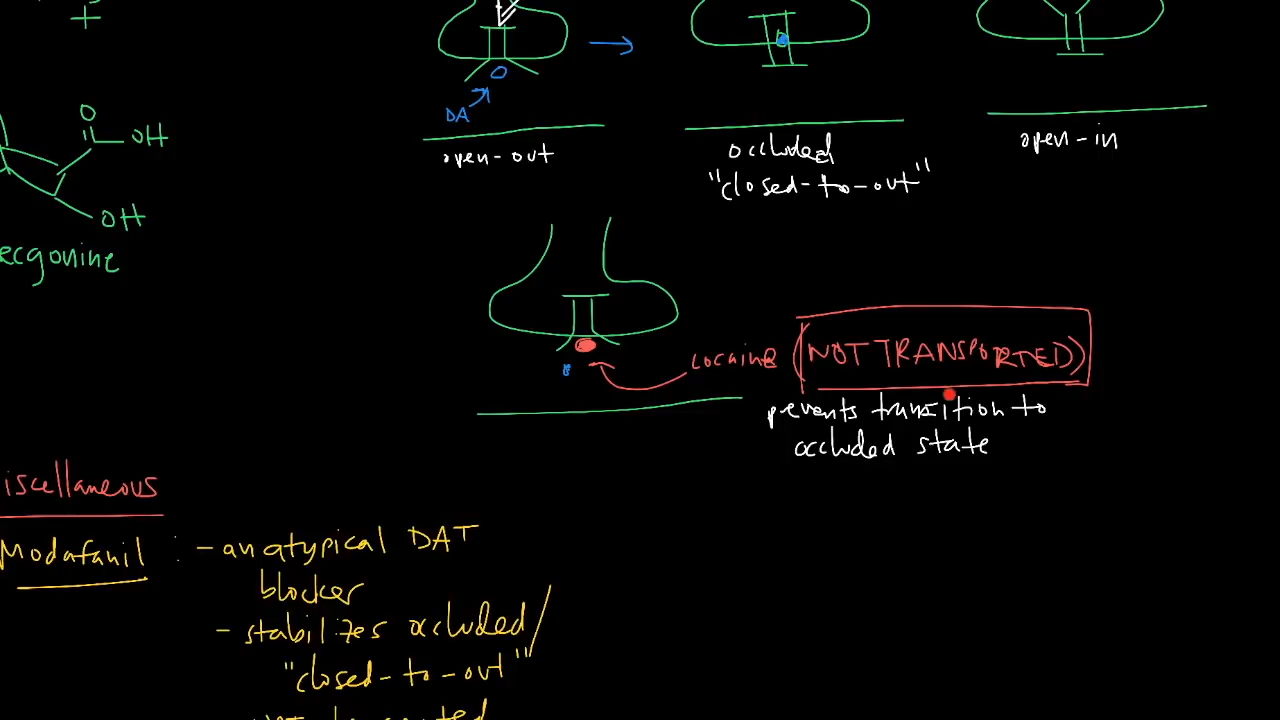 +
O
OH
OH
ecgonine
DA
open-out
occluded
"closed-to-out"
open-in
cocaine (NOT TRANSPORTED)
prevents transition to
occluded state
iscellaneous
Modafanil : - an atypical DAT
blocker
- stabilizes occluded/
"closed-to-out"